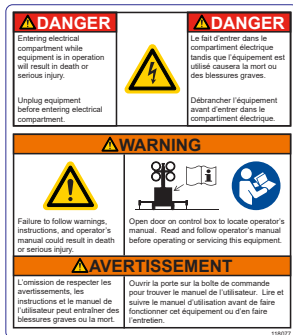 DANGER
Entering electrical
compartment while
equipment is in operation
will result in death or
serious injury.
Unplug equipment
before entering electrical
compartment.
DANGER
Le fait d'entrer dans le
compartiment électrique
tandis que l'équipement est
utilisé causera la mort ou
des blessures graves.
Débrancher l'équipement
avant d'entrer dans le
compartiment électrique.
WARNING
Failure to follow warnings,
instructions, and operator's
manual could result in death
or serious injury.
Open door on control box to locate operator's
manual. Read and follow operator's manual
before operating or servicing this equipment.
AVERTISSEMENT
L'omission de respecter les
avertissements, les
instructions et le manuel de
l'utilisateur peut entraîner des
blessures graves ou la mort.
Ouvrir la porte sur la boîte de commande
pour trouver le manuel de l'utilisateur. Lire et
suivre le manuel d'utilisation avant de faire
fonctionner cet équipement ou d'en faire
l'entretien.
118077